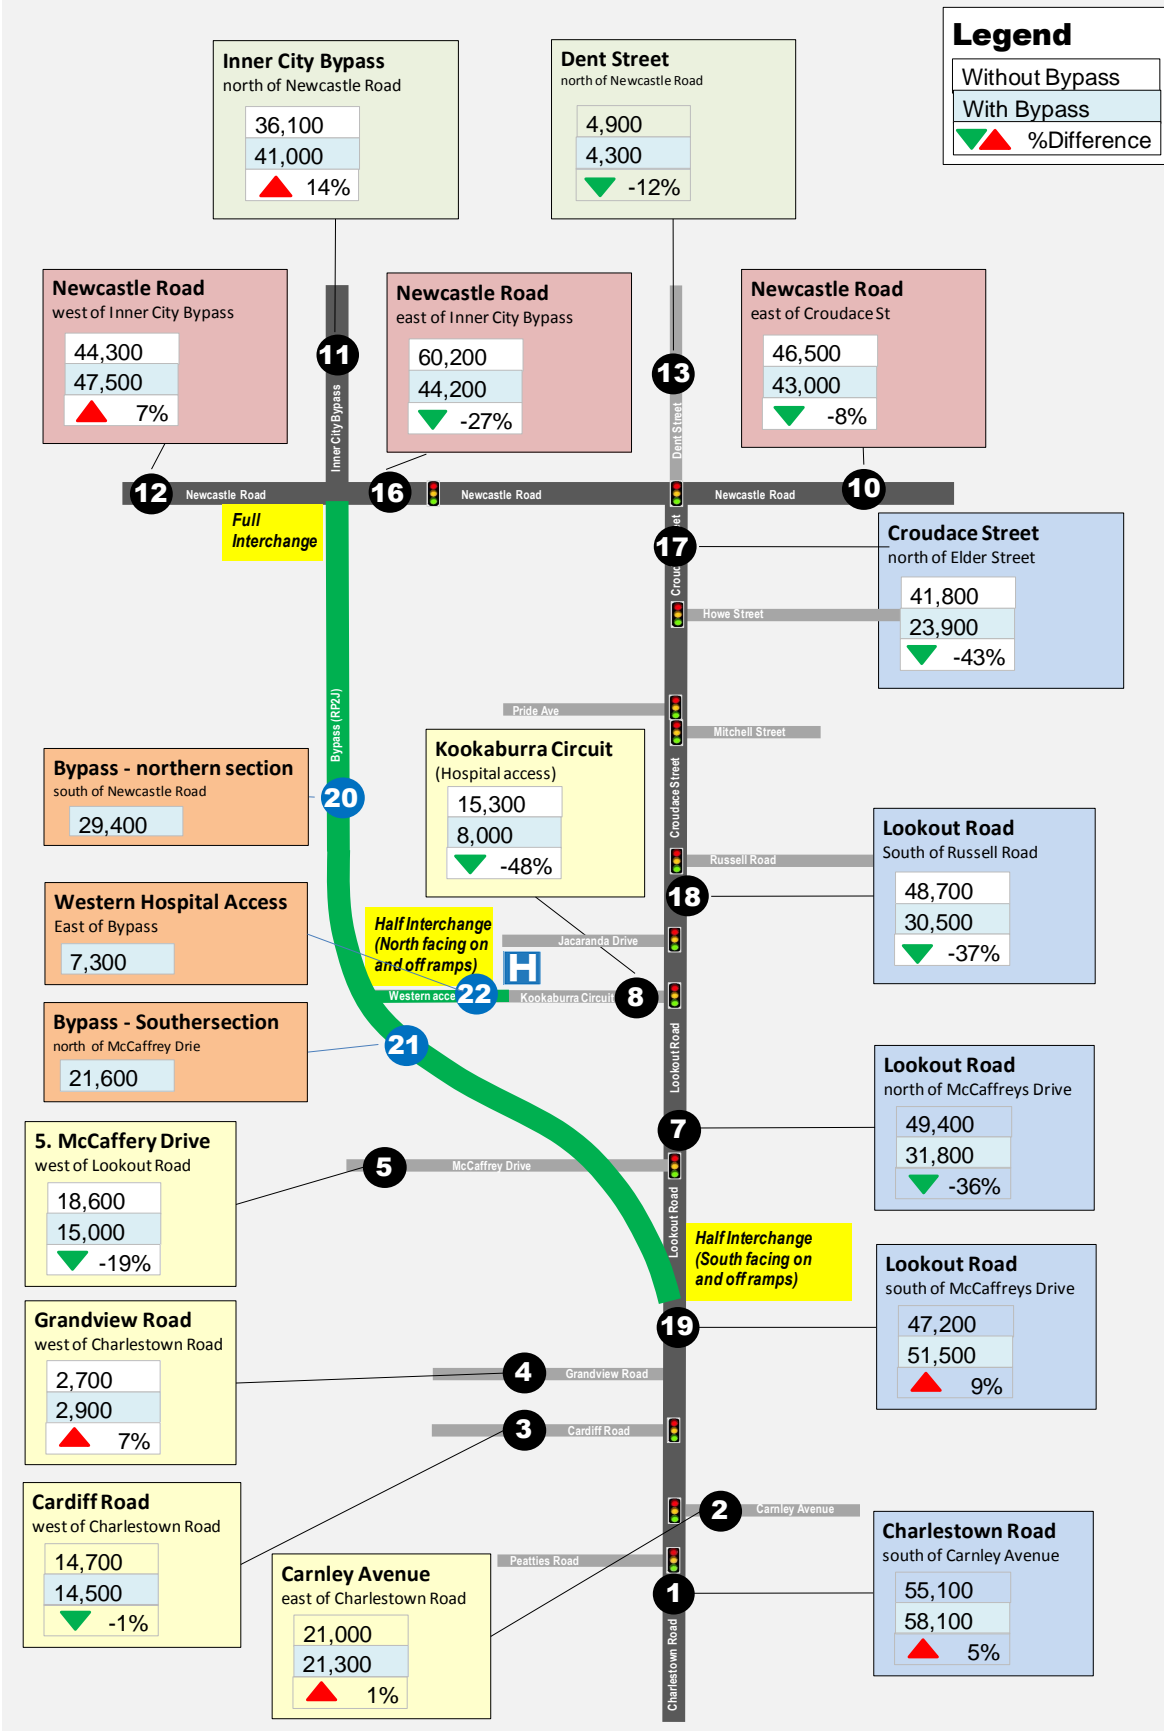 Legend
Without Bypass
With Bypass
%Difference
Inner City Bypass
north of Newcastle Road
36,100
41,000
14%
Dent Street
north of Newcastle Road
4,900
4,300
-12%
Newcastle Road
west of Inner City Bypass
44,300
47,500
7%
Newcastle Road
east of Inner City Bypass
60,200
44,200
-27%
Newcastle Road
east of Croudace St
46,500
43,000
-8%
11
Inner City Bypass
13
Dent Street
12
Newcastle Road
16
Newcastle Road
Newcastle Road
10
Full
Interchange
17
Croudace Street
north of Elder Street
41,800
23,900
-43%
Howe Street
Pride Ave
Mitchell Street
Bypass (RP2J)
Croudace Street
Kookaburra Circuit
(Hospital access)
15,300
8,000
-48%
Bypass - northern section
south of Newcastle Road
29,400
20
Russell Road
18
Lookout Road
South of Russell Road
48,700
30,500
-37%
Western Hospital Access
East of Bypass
7,300
Half Interchange
(North facing on
and off ramps)
Jacaranda Drive
H
Western acce
22
Kookaburra Circuit
8
Bypass - Southersection
north of McCaffrey Drie
21,600
21
Lookout Road
Lookout Road
north of McCaffreys Drive
49,400
31,800
-36%
7
5. McCaffery Drive
west of Lookout Road
18,600
15,000
-19%
5
McCaffrey Drive
Lookout Road
Half Interchange
(South facing on
and off ramps)
Lookout Road
south of McCaffreys Drive
47,200
51,500
9%
19
Grandview Road
west of Charlestown Road
2,700
2,900
7%
4
Grandview Road
3
Cardiff Road
Cardiff Road
west of Charlestown Road
14,700
14,500
-1%
2
Carnley Avenue
Carnley Avenue
east of Charlestown Road
21,000
21,300
1%
Peatties Road
1
Charlestown Road
Charlestown Road
south of Carnley Avenue
55,100
58,100
5%